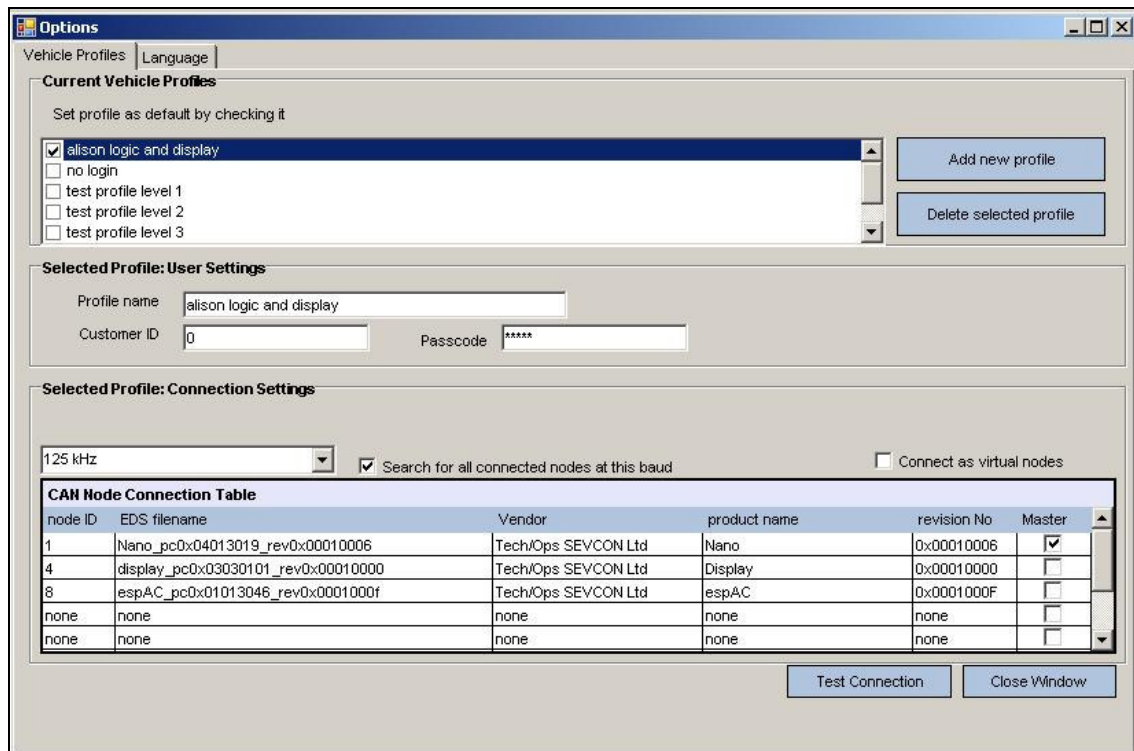 Options
Vehicle Profiles Language
Current Vehicle Profiles
Set profile as default by checking it
alison logic and display
no login
test profile level 1
test profile level 2
test profile level 3
Add new profile
Delete selected profile
Selected Profile: User Settings
Profile name alison logic and display
Customer ID 0 Passcode *****
Selected Profile: Connection Settings
125 kHz Search for all connected nodes at this baud Connect as virtual nodes
CAN Node Connection Table
node ID EDS filename Vendor product name revision No Master
1 Nano_pc0x04013019_rev0x00010006 Tech/Ops SEVCON Ltd Nano 0x00010006
4 display_pc0x03030101_rev0x00010000 Tech/Ops SEVCON Ltd Display 0x00010000
8 espAC_pc0x01013046_rev0x0001000f Tech/Ops SEVCON Ltd espAC 0x0001000F
none none none none none
none none none none none
Test Connection Close Window